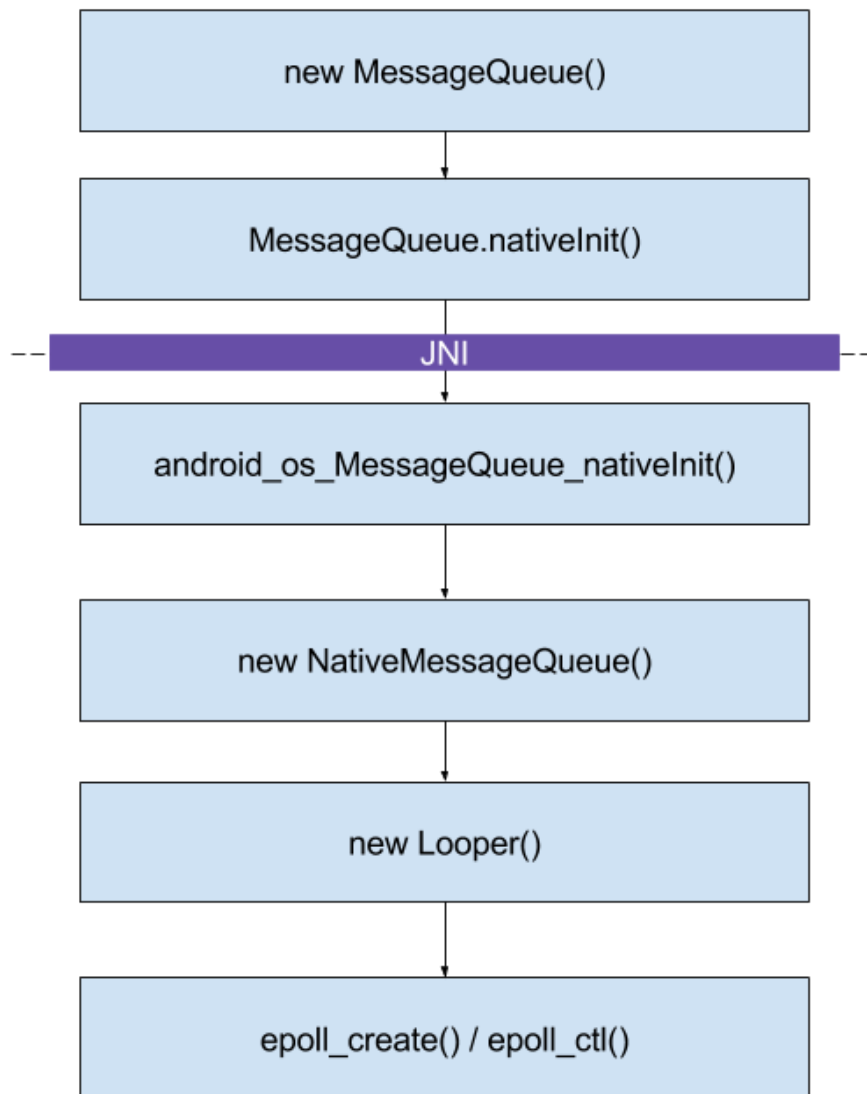 new MessageQueue()
MessageQueue.nativeInit()
JNI
android_os_MessageQueue_nativeInit()
new NativeMessageQueue()
new Looper()
epoll_create() / epoll_ctl()